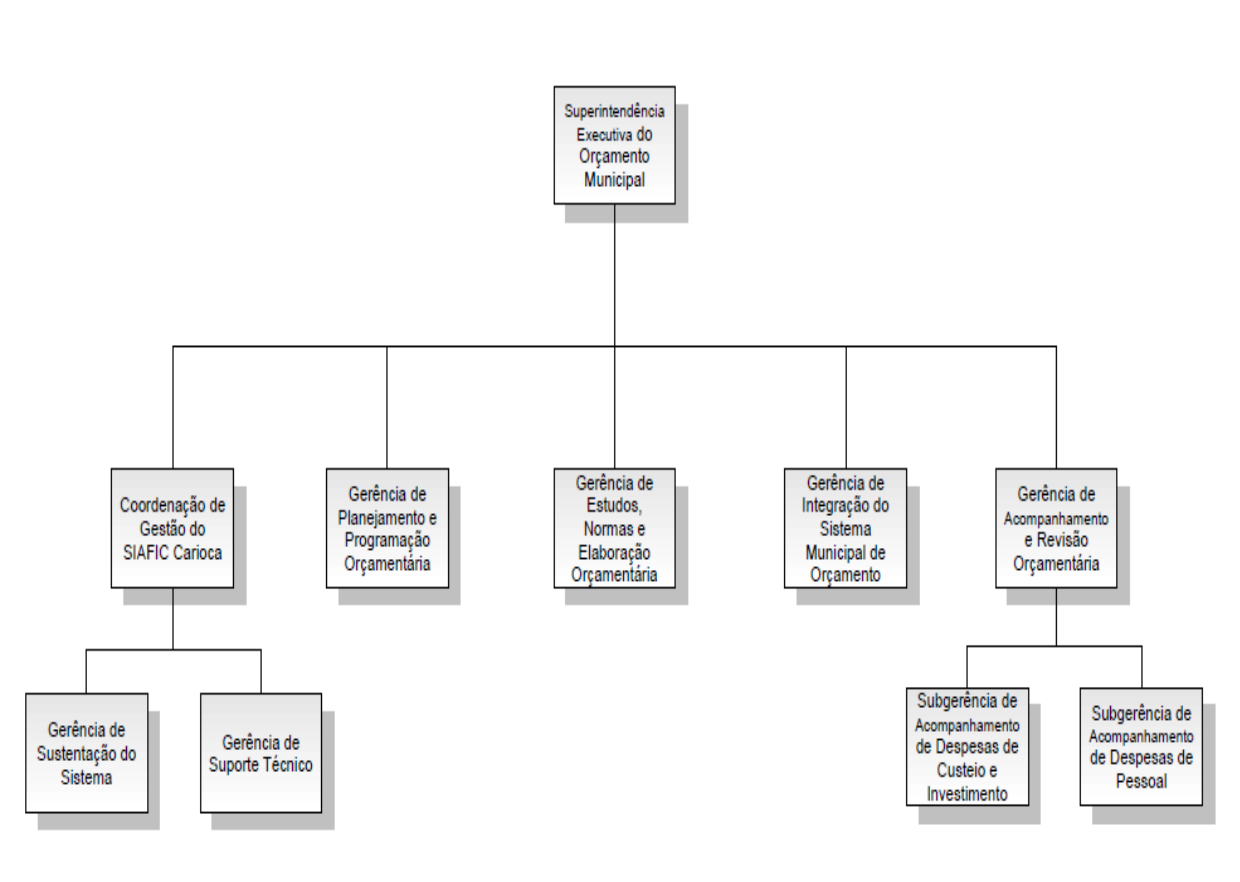 Superintendência
Executiva do
Orçamento
Municipal
Coordenação de
Gestão do
SIAFIC Carioca
Gerência de
Planejamento e
Programação
Orçamentária
Gerência de
Estudos,
Normas e
Elaboração
Orçamentária
Gerência de
Integração do
Sistema
Municipal de
Orçamento
Gerência de
Acompanhamento
e Revisão
Orçamentária
Gerência de
Sustentação do
Sistema
Gerência de
Suporte Técnico
Subgerência de
Acompanhamento
de Despesas de
Custeio e
Investimento
Subgerência de
Acompanhamento
de Despesas de
Pessoal